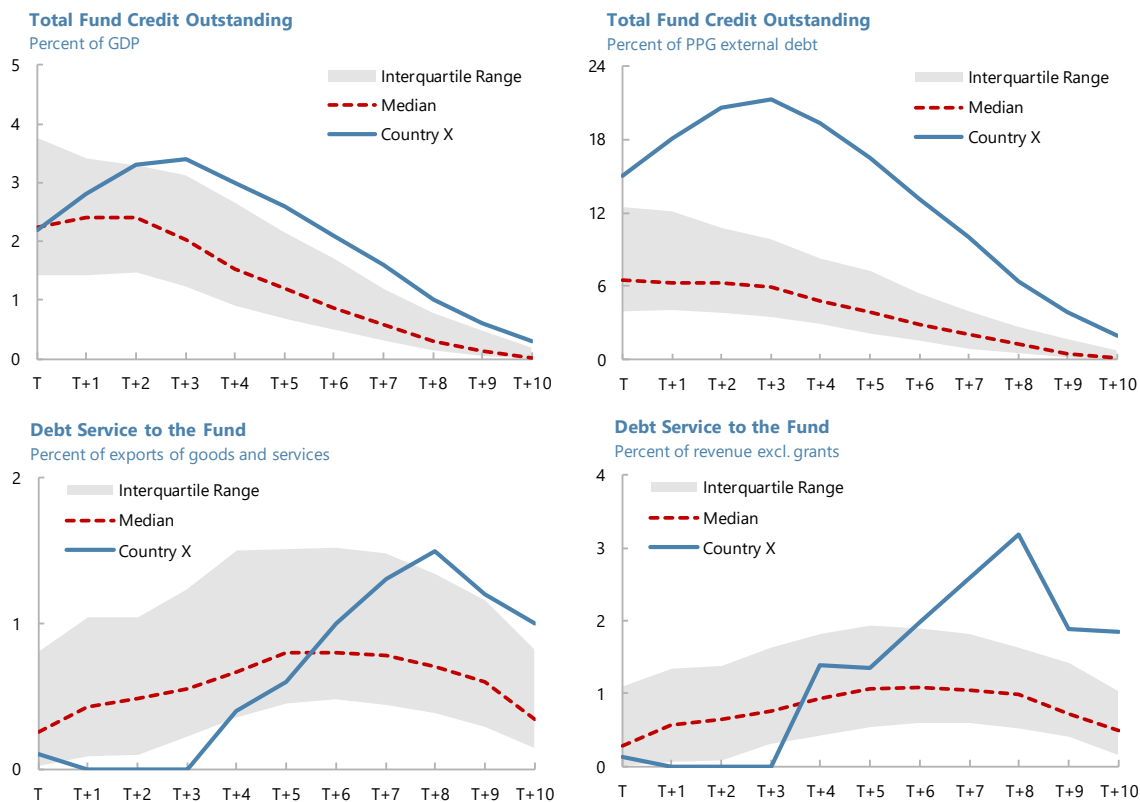 Total Fund Credit Outstanding
Percent of GDP
5
4
3
2
1
0
Interquartile Range
Median
Country X
T T+1 T+2 T+3 T+4 T+5 T+6 T+7 T+8 T+9 T+10
Total Fund Credit Outstanding
Percent of PPG external debt
24
18
12
6
0
Interquartile Range
Median
Country X
T T+1 T+2 T+3 T+4 T+5 T+6 T+7 T+8 T+9 T+10
Debt Service to the Fund
Percent of exports of goods and services
2
1
0
Interquartile Range
Median
Country X
T T+1 T+2 T+3 T+4 T+5 T+6 T+7 T+8 T+9 T+10
Debt Service to the Fund
Percent of revenue excl. grants
4
3
2
1
0
Interquartile Range
Median
Country X
T T+1 T+2 T+3 T+4 T+5 T+6 T+7 T+8 T+9 T+10